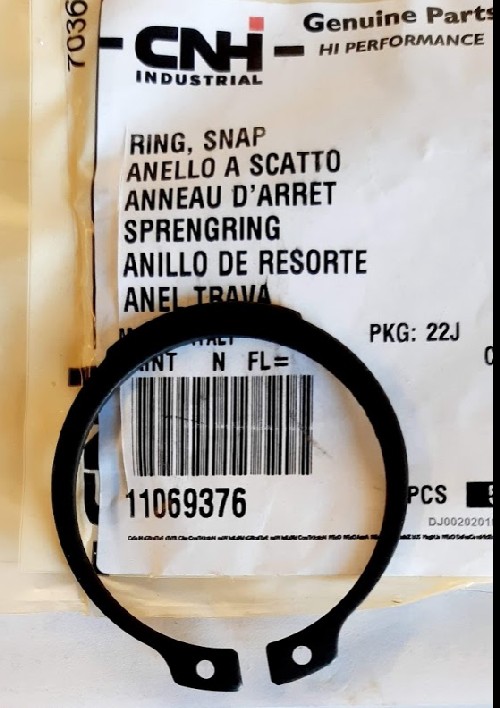 7036
CNH
INDUSTRIAL
Genuine Parts
HI PERFORMANCE
RING, SNAP
ANELLO A SCATTO
ANNEAU D'ARRET
SPRENGRING
ANILLO DE RESORTE
ANEL TRAVA
PKG: 22J
N FL=
11069376
PCS
DJ0020201